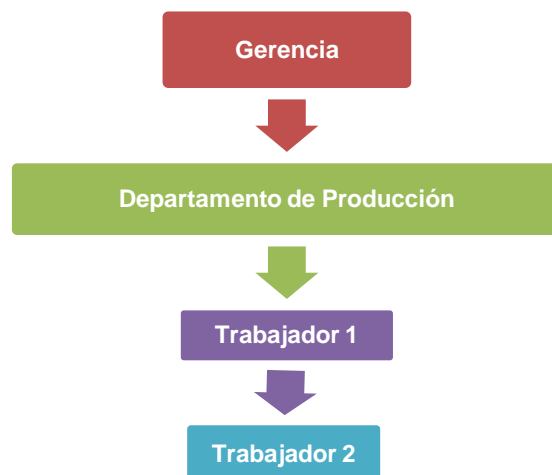 Gerencia
Departamento de Producción
Trabajador 1
Trabajador 2